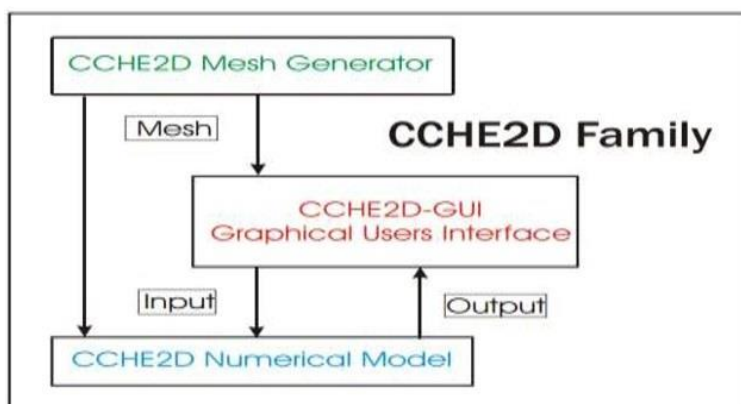 CCHE2D Mesh Generator
Mesh
CCHE2D Family
CCHE2D-GUI
Graphical Users Interface
Input
Output
CCHE2D Numerical Model